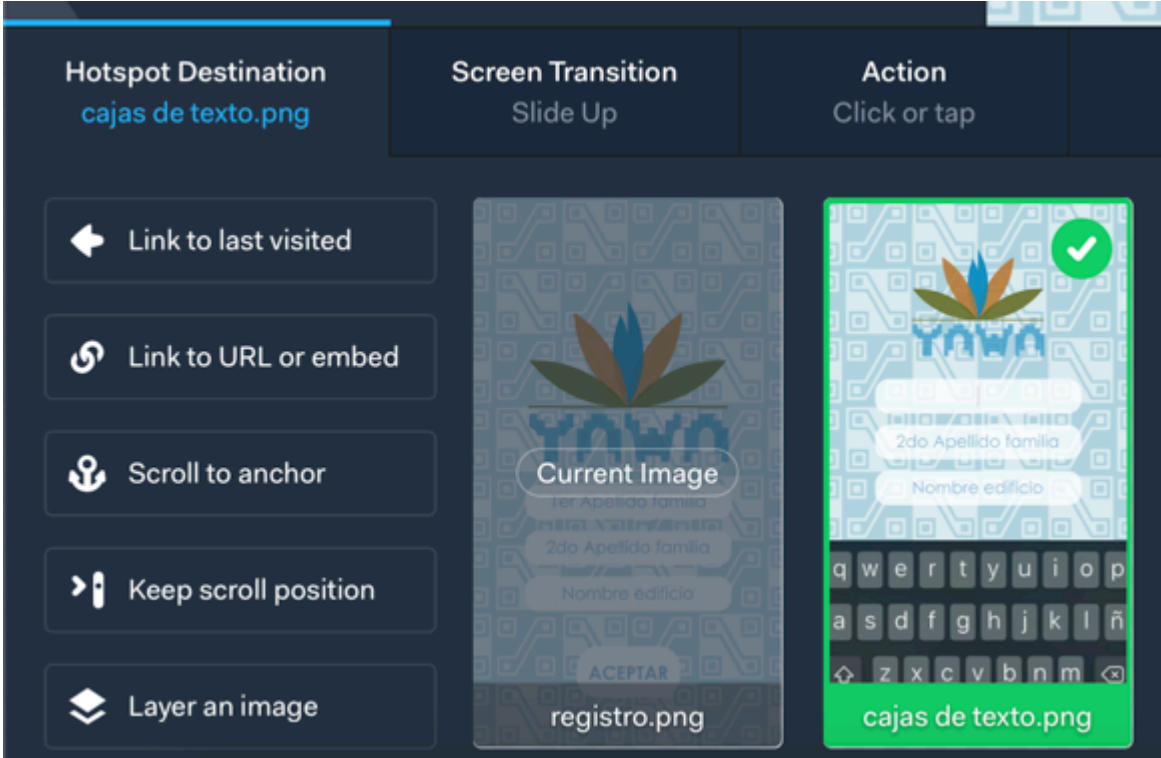 Hotspot Destination
cajas de texto.png
Screen Transition
Slide Up
Action
Click or tap
Link to last visited
Link to URL or embed
Scroll to anchor
Keep scroll position
Layer an image
YAWA
Current Image
1er Apellido familia
2do Apellido familia
Nombre edificio
ACEPTAR
registro.png
YAWA
2do Apellido familia
Nombre edificio
q w e r t y u i o p
a s d f g h j k l ñ
z x c v b n m
cajas de texto.png